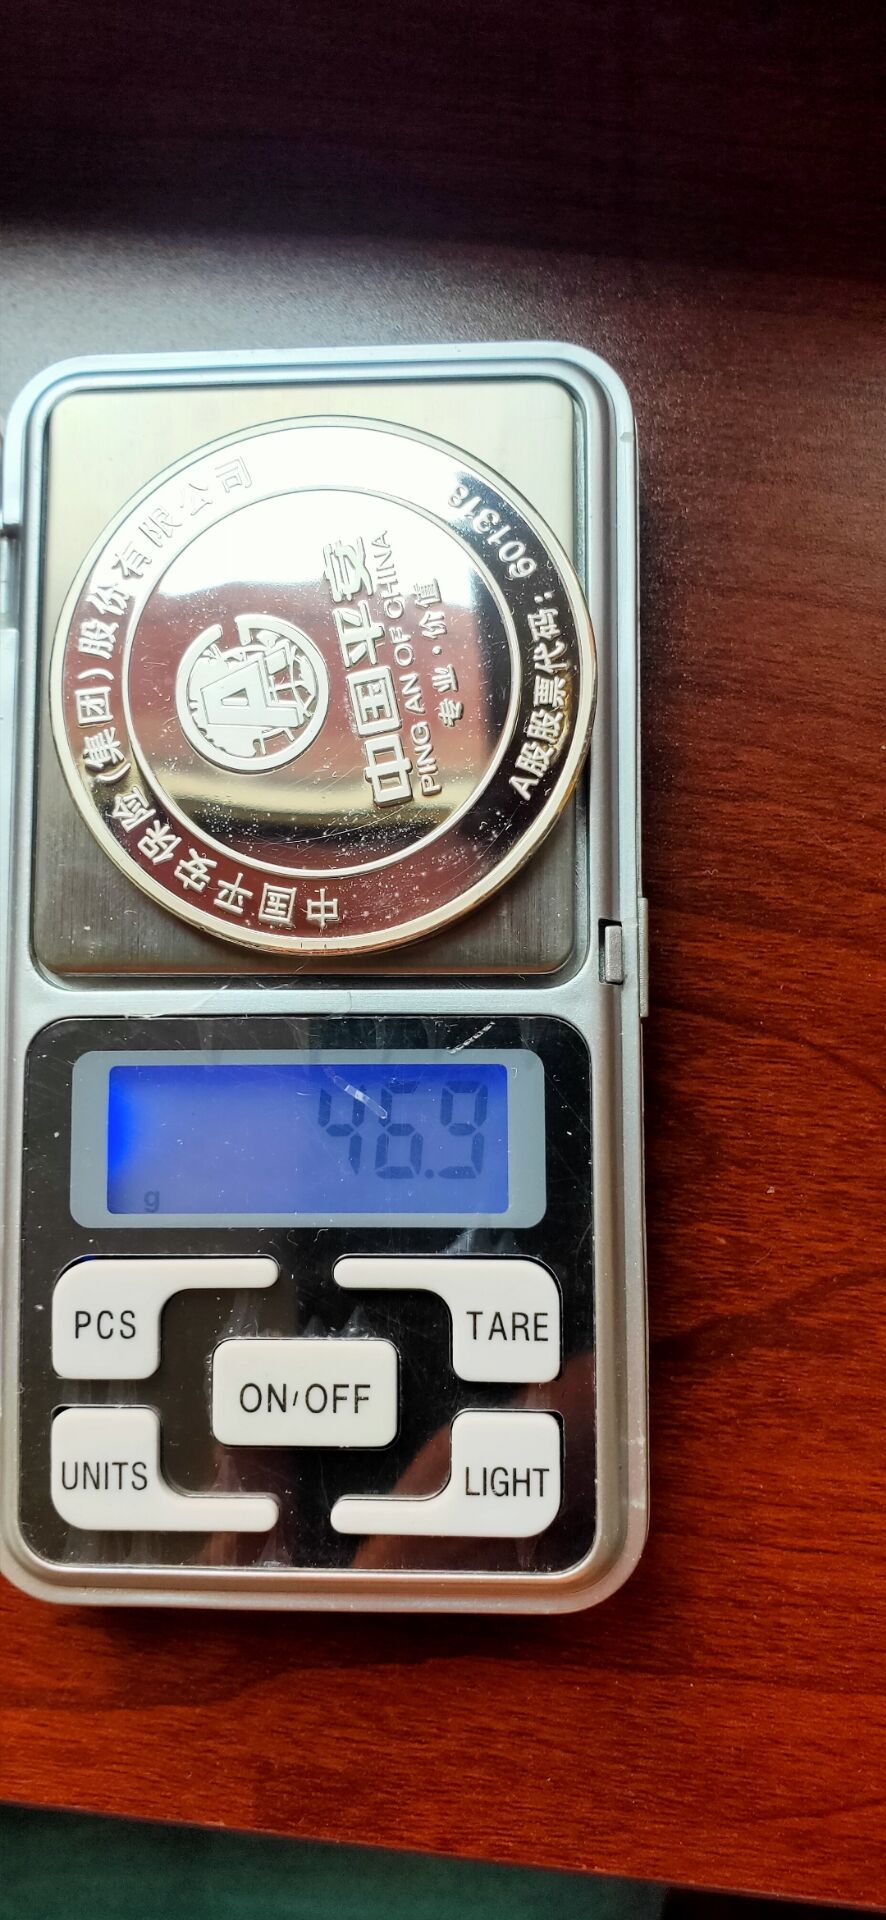 中国平安保险(集团)股份有限公司
中国平安
PING AN OF CHINA
专业·价值
A股股票代码：601318
46.9
g
PCS
TARE
ON/OFF
UNITS
LIGHT